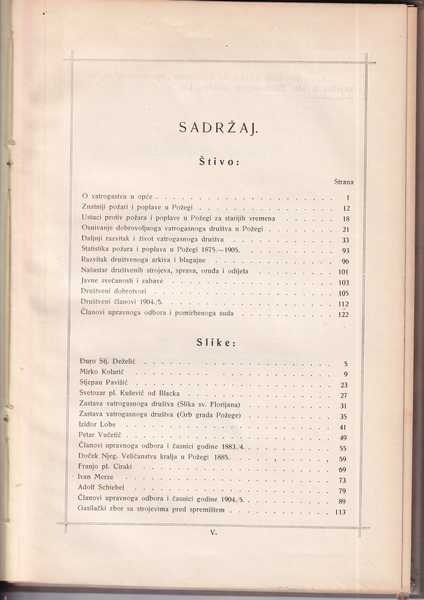 SADRŽAJ.
Štivo:
Strana
O vatrogastvu u opće 1
Znatniji požari i poplave u Požegi 12
Ustaci protiv požara i poplave u Požegi za starijih vremena 18
Osnivanje dobrovoljnoga vatrogasnoga društva u Požegi 21
Daljnji razvitak i život vatrogasnoga društva 33
Statistika požara i poplava u Požegi 1875.—1905. 93
Razvitak društvenoga arkiva i blagajne 96
Nastastar društvenih strojeva, sprava, oruđa i odijela 101
Javne svečanosti i zabave 103
Društveni dobrotvori 105
Društveni članovi 1904./5. 112
Članovi upravnoga odbora i pomirbenoga suda 122
Slike:
Đuro Stj. Deželić 5
Mirko Kolarić 9
Stjepan Pavišić 23
Svetozar pl. Kušević od Blacka 27
Zastava vatrogasnoga društva (Slika sv. Florijana) 31
Zastava vatrogasnoga društva (Grb grada Požege) 35
Izidor Lobe 41
Petar Vučetić 49
Članovi upravnoga odbora i časnici godine 1883./4. 55
Doček Njeg. Veličanstva kralja u Požegi 1885. 59
Franjo pl. Ciraki 69
Ivan Merze 73
Adolf Schiebel 79
Članovi upravnoga odbora i časnici godine 1904./5. 89
Gasilački zbor sa strojevima pred spremištem 113
V.